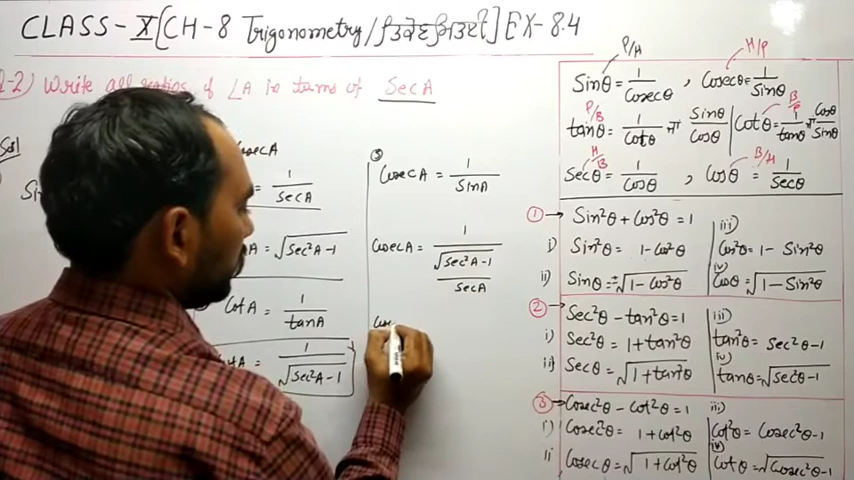 CLASS - X [CH-8 Trigonometry / त्रिकोणमिति] EX-8.4
Q-2) Write all ratios of ∠A in terms of SecA
Sol
cosecA
= 1/SecA
A = √Sec²A-1
CotA = 1/tanA
CotA = 1/√Sec²A-1
③
CosecA = 1/SinA
CosecA = 1/(√Sec²A-1/SecA)
Cos
P/H
H/P
Sinθ = 1/Cosecθ , Cosecθ = 1/Sinθ
P/B
B/P
tanθ = 1/Cotθ = Sinθ/Cosθ | Cotθ = 1/tanθ = Cosθ/Sinθ
H/B
B/H
Secθ = 1/Cosθ , Cosθ = 1/Secθ
① → Sin²θ + Cos²θ = 1
i) Sin²θ = 1-Cos²θ
ii) Sinθ = ±√1-Cos²θ
iii) Cos²θ = 1- Sin²θ
iv) Cosθ = √1-Sin²θ
② → Sec²θ - tan²θ = 1
i) Sec²θ = 1+tan²θ
ii) Secθ = √1+tan²θ
iii) tan²θ = Sec²θ-1
iv) tanθ = √Sec²θ-1
③ → Cosec²θ - Cot²θ = 1
i) Cosec²θ = 1+Cot²θ
ii Cosecθ = √1+Cot²θ
iii) Cot²θ = Cosec²θ-1
iv) Cotθ = √Cosec²θ-1